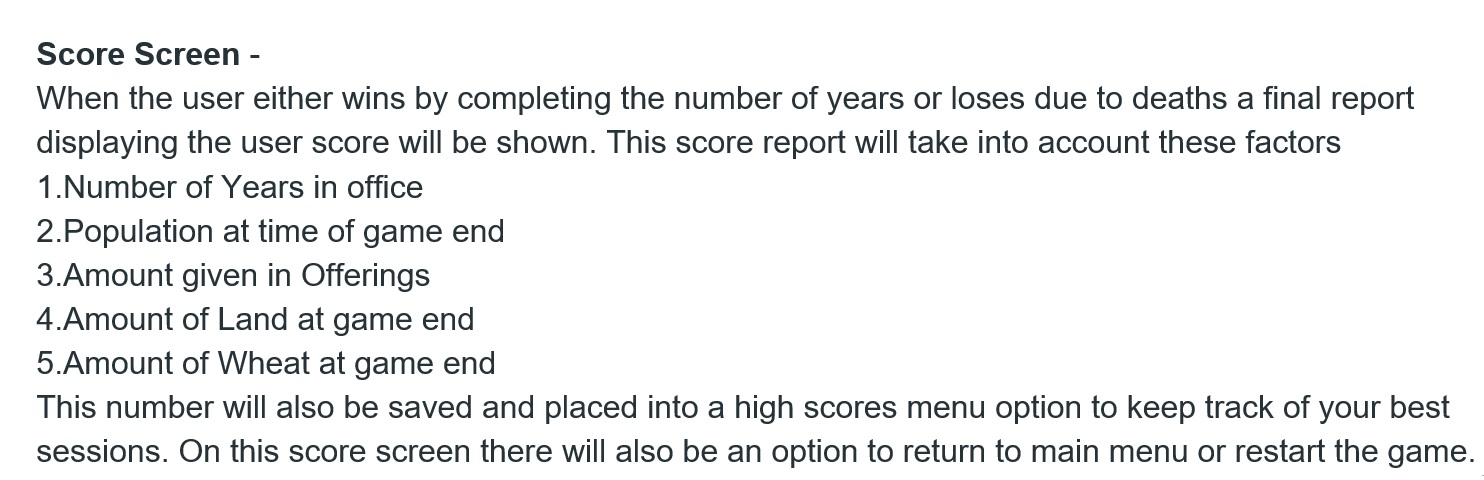 Score Screen -
When the user either wins by completing the number of years or loses due to deaths a final report
displaying the user score will be shown. This score report will take into account these factors
1.Number of Years in office
2.Population at time of game end
3.Amount given in Offerings
4.Amount of Land at game end
5.Amount of Wheat at game end
This number will also be saved and placed into a high scores menu option to keep track of your best
sessions. On this score screen there will also be an option to return to main menu or restart the game.